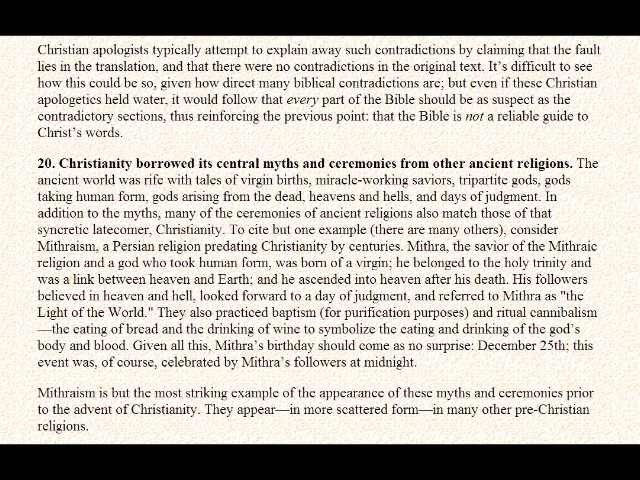 Christian apologists typically attempt to explain away such contradictions by claiming that the fault
lies in the translation, and that there were no contradictions in the original text. It's difficult to see
how this could be so, given how direct many biblical contradictions are; but even if these Christian
apologetics held water, it would follow that every part of the Bible should be as suspect as the
contradictory sections, thus reinforcing the previous point: that the Bible is not a reliable guide to
Christ's words.
20. Christianity borrowed its central myths and ceremonies from other ancient religions. The
ancient world was rife with tales of virgin births, miracle-working saviors, tripartite gods, gods
taking human form, gods arising from the dead, heavens and hells, and days of judgment. In
addition to the myths, many of the ceremonies of ancient religions also match those of that
syncretic latecomer, Christianity. To cite but one example (there are many others), consider
Mithraism, a Persian religion predating Christianity by centuries. Mithra, the savior of the Mithraic
religion and a god who took human form, was born of a virgin; he belonged to the holy trinity and
was a link between heaven and Earth; and he ascended into heaven after his death. His followers
believed in heaven and hell, looked forward to a day of judgment, and referred to Mithra as "the
Light of the World." They also practiced baptism (for purification purposes) and ritual cannibalism
—the eating of bread and the drinking of wine to symbolize the eating and drinking of the god's
body and blood. Given all this, Mithra's birthday should come as no surprise: December 25th; this
event was, of course, celebrated by Mithra's followers at midnight.
Mithraism is but the most striking example of the appearance of these myths and ceremonies prior
to the advent of Christianity. They appear—in more scattered form—in many other pre-Christian
religions.